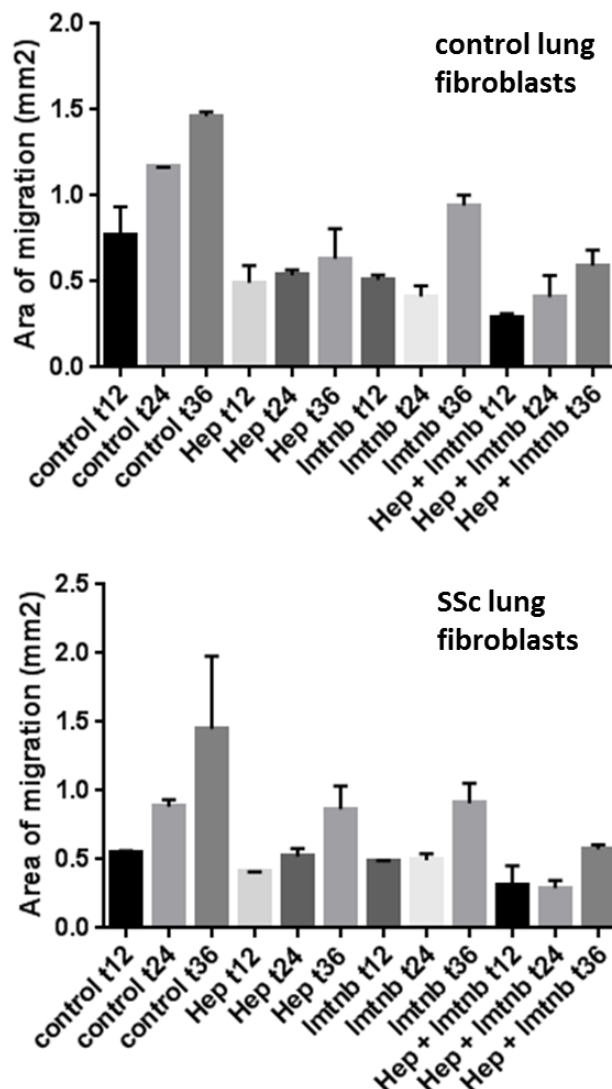 2.0
control lung
fibroblasts
1.5
1.0
0.5
0.0
Ara of migration (mm2)
control t12
control t24
control t36
Hep t12
Hep t24
Hep t36
Imtnb t12
Imtnb t24
Imtnb t36
Hep + Imtnb t12
Hep + Imtnb t24
Hep + Imtnb t36
2.5
SSc lung
fibroblasts
2.0
1.5
1.0
0.5
0.0
Area of migration (mm2)
control t12
control t24
control t36
Hep t12
Hep t24
Hep t36
Imtnb t12
Imtnb t24
Imtnb t36
Hep + Imtnb t12
Hep + Imtnb t24
Hep + Imtnb t36